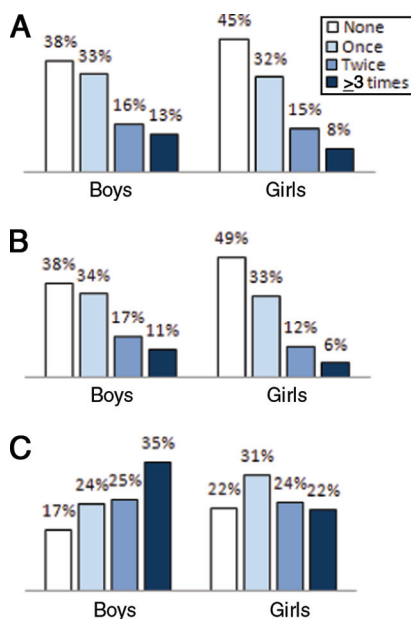 A
None
Once
Twice
≥3 times
38% 33% 16% 13%
45% 32% 15% 8%
Boys Girls
B
38% 34% 17% 11%
49% 33% 12% 6%
Boys Girls
C
17% 24% 25% 35%
22% 31% 24% 22%
Boys Girls